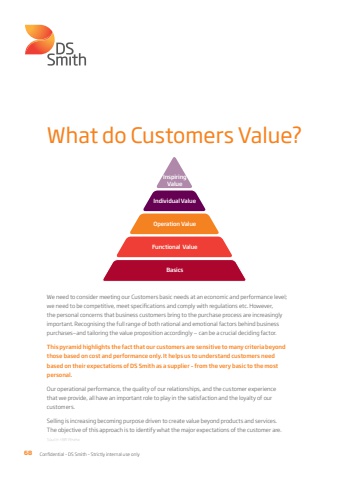 DS
Smith
What do Customers Value?
Inspiring
Value
Individual Value
Operation Value
Functional Value
Basics
We need to consider meeting our Customers basic needs at an economic and performance level:
we need to be competitive, meet specifications and comply with regulations etc. However,
the personal concerns that business customers bring to the purchase process are increasingly
important. Recognising the full range of both rational and emotional factors behind business
purchases–and tailoring the value proposition accordingly – can be a crucial deciding factor.
This pyramid highlights the fact that our customers are sensitive to many criteria beyond
those based on cost and performance only. It helps us to understand customers need
based on their expectations of DS Smith as a supplier – from the very basis to the most
personal.
Our operational performance, the quality of our relationships, and the customer experience
that we provide, all have an important role to play in the satisfaction and the loyalty of our
customers.
Selling is increasing becoming purpose driven to create value beyond products and services.
The objective of this approach is to identify what the major expectations of the customer are.
68 Confidential – DS Smith – Strictly internal use only.